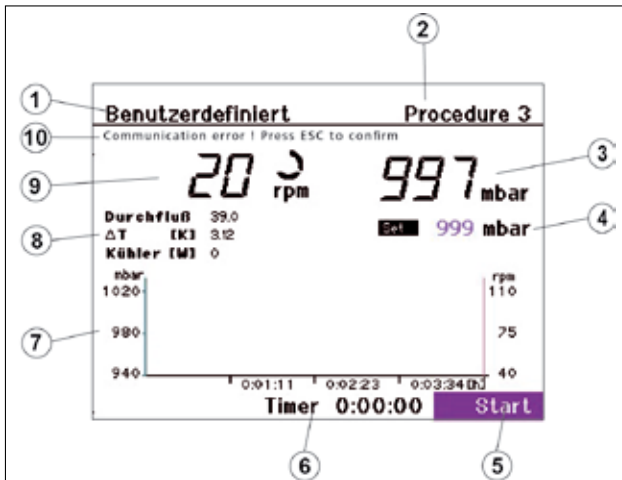 2
1
Benutzerdefiniert Procedure 3
10
Communication error ! Press ESC to confirm
9 20 rpm 997 mbar 3
Durchfluß 39.0
Set 999 mbar 4
8 ΔT [K] 3.12
Kühler [W] 0
mbar rpm
1020 110
7 980 75
940 40
0:01:11 0:02:23 0:03:34 [h]
Timer 0:00:00 Start
6 5